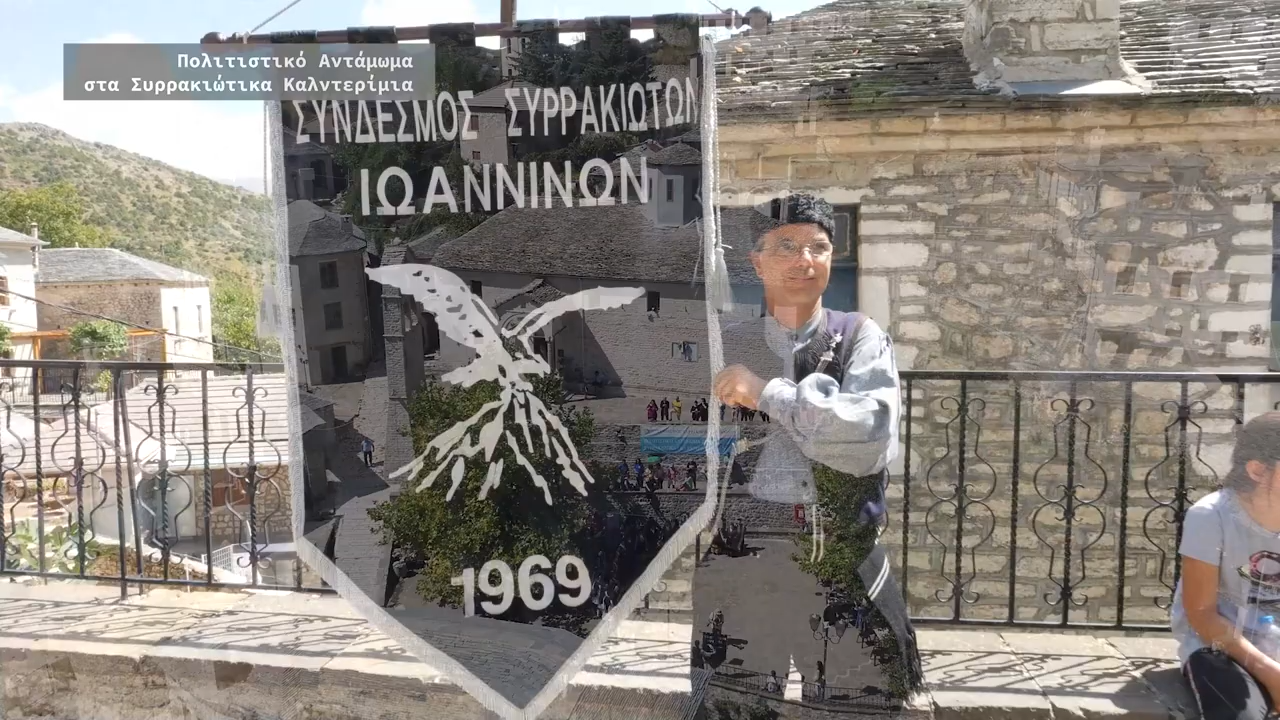 Πολιτιστικό Αντάμωμα
στα Συρρακιώτικα Καλντερίμια
ΣΥΝΔΕΣΜΟΣ ΣΥΡΡΑΚΙΩΤΩΝ
ΙΩΑΝΝΙΝΩΝ
1969